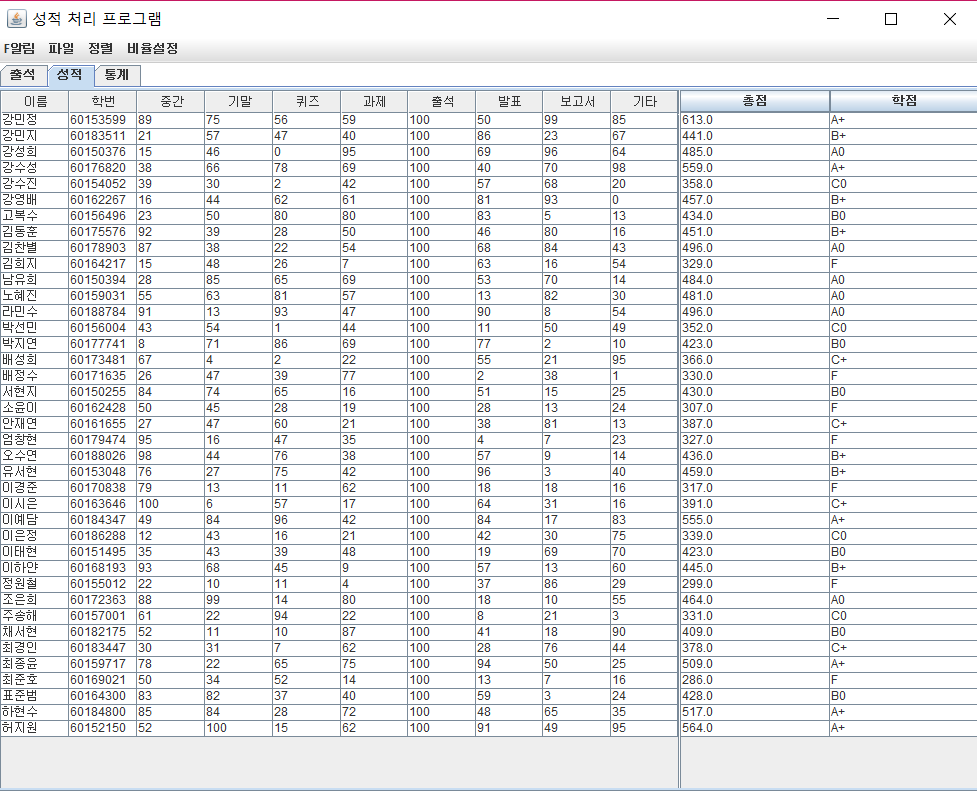 성적 처리 프로그램
F알림 파일 정렬 비율설정
출석 성적 통계
이름 학번 중간 기말 퀴즈 과제 출석 발표 보고서 기타 총점 학점
강민정 60153599 89 75 56 59 100 50 99 85 613.0 A+
강민지 60183511 21 57 47 40 100 86 23 67 441.0 B+
강성희 60150376 15 46 0 95 100 69 96 64 485.0 A0
강수성 60176820 38 66 78 69 100 40 70 98 559.0 A+
강수진 60154052 39 30 2 42 100 57 68 20 358.0 C0
강영배 60162267 16 44 62 61 100 81 93 0 457.0 B+
고복수 60156496 23 50 80 80 100 83 5 13 434.0 B0
김동훈 60175576 92 39 28 50 100 46 80 16 451.0 B+
김찬별 60178903 87 38 22 54 100 68 84 43 496.0 A0
김희지 60164217 15 48 26 7 100 63 16 54 329.0 F
남유희 60150394 28 85 65 69 100 53 70 14 484.0 A0
노혜진 60159031 55 63 81 57 100 13 82 30 481.0 A0
라민수 60188784 91 13 93 47 100 90 8 54 496.0 A0
박선민 60156004 43 54 1 44 100 11 50 49 352.0 C0
박지연 60177741 8 71 86 69 100 77 2 10 423.0 B0
배성희 60173481 67 4 2 22 100 55 21 95 366.0 C+
배정수 60171635 26 47 39 77 100 2 38 1 330.0 F
서현지 60150255 84 74 65 16 100 51 15 25 430.0 B0
소윤이 60162428 50 45 28 19 100 28 13 24 307.0 F
안재연 60161655 27 47 60 21 100 38 81 13 387.0 C+
엄창현 60179474 95 16 47 35 100 4 7 23 327.0 F
오수연 60188026 98 44 76 38 100 57 9 14 436.0 B+
유서현 60153048 76 27 75 42 100 96 3 40 459.0 B+
이경준 60170838 79 13 11 62 100 18 18 16 317.0 F
이시은 60163646 100 6 57 17 100 64 31 16 391.0 C+
이예담 60184347 49 84 96 42 100 84 17 83 555.0 A+
이은정 60186288 12 43 16 21 100 42 30 75 339.0 C0
이태현 60151495 35 43 39 48 100 19 69 70 423.0 B0
이하얀 60168193 93 68 45 9 100 57 13 60 445.0 B+
정원철 60155012 22 10 11 4 100 37 86 29 299.0 F
조은희 60172363 88 99 14 80 100 18 10 55 464.0 A0
주송해 60157001 61 22 94 22 100 8 21 3 331.0 C0
채서현 60182175 52 11 10 87 100 41 18 90 409.0 B0
최경인 60183447 30 31 7 62 100 28 76 44 378.0 C+
최종윤 60159717 78 22 65 75 100 94 50 25 509.0 A+
최준호 60169021 50 34 52 14 100 13 7 16 286.0 F
표준범 60164300 83 82 37 40 100 59 3 24 428.0 B0
하현수 60184800 85 84 28 72 100 48 65 35 517.0 A+
허지원 60152150 52 100 15 62 100 91 49 95 564.0 A+